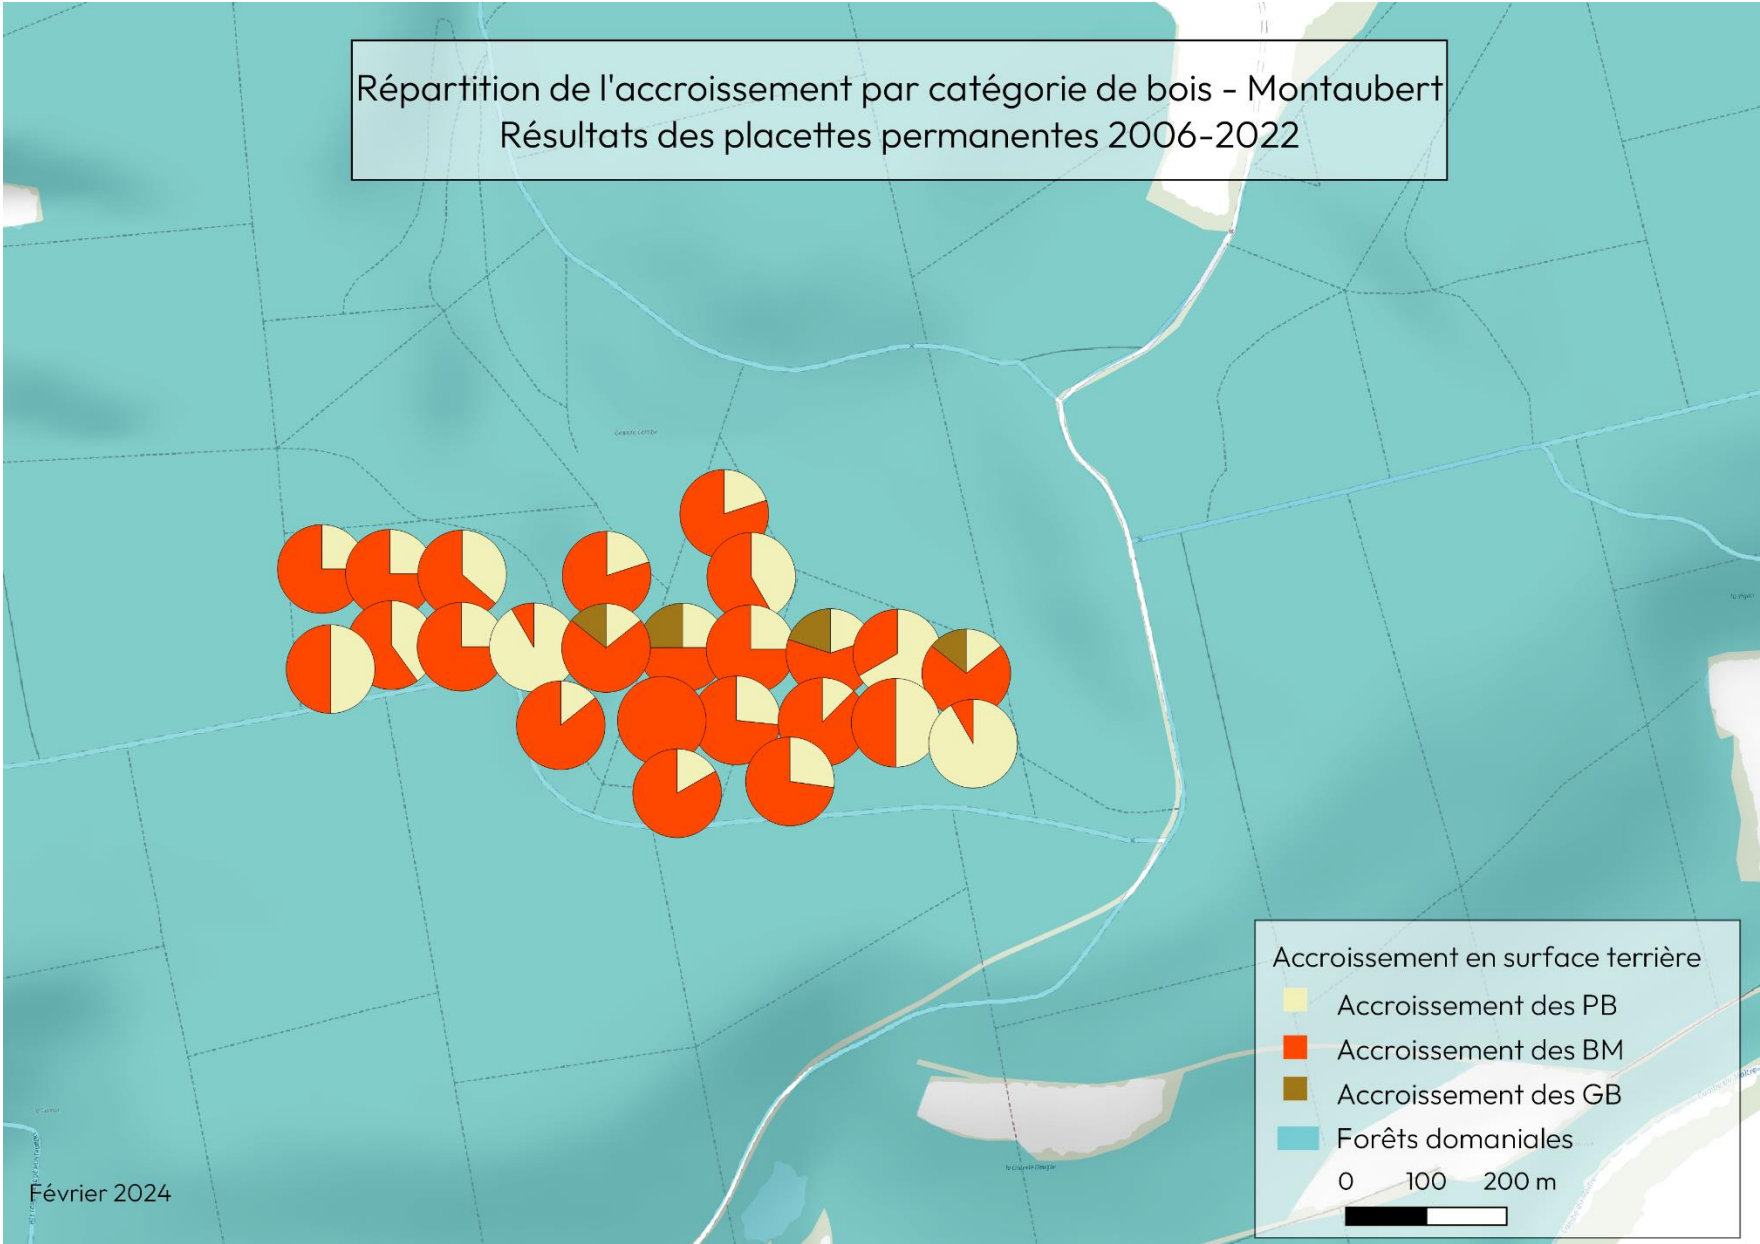 Répartition de l'accroissement par catégorie de bois - Montaubert
Résultats des placettes permanentes 2006-2022
Accroissement en surface terrière
Accroissement des PB
Accroissement des BM
Accroissement des GB
Forêts domaniales
0 100 200 m
Février 2024